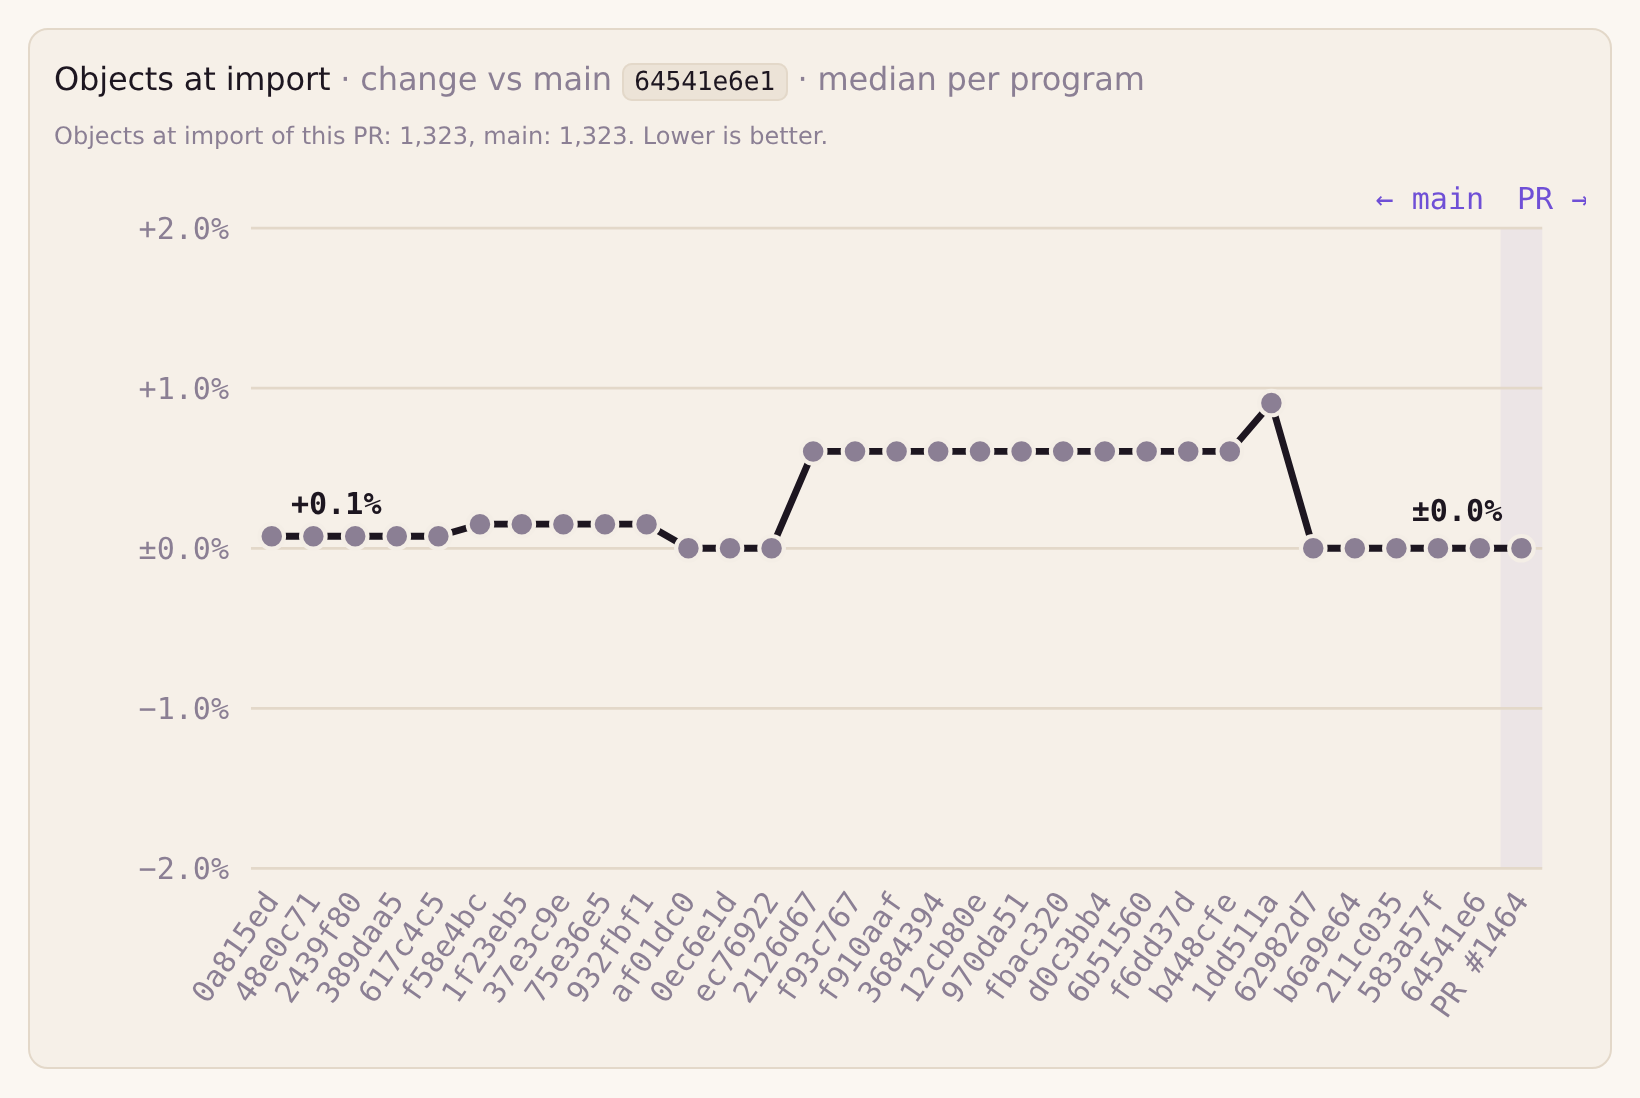 Objects at import · change vs main 64541e6e1 · median per program
Objects at import of this PR: 1,323, main: 1,323. Lower is better.
← main PR →
+2.0%
+1.0%
+0.1%
±0.0%
±0.0%
−1.0%
−2.0%
0a815ed
48e0c71
2439f80
389daa5
617c4c5
f58e4bc
1f23eb5
37e3c9e
75e36e5
932fbf1
af01dc0
0ec6e1d
ec76922
2126d67
f93c767
f910aaf
3684394
12cb80e
970da51
fbac320
d0c3bb4
6b51560
f6dd37d
b448cfe
1dd511a
62982d7
b6a9e64
211c035
583a57f
64541e6
PR #1464